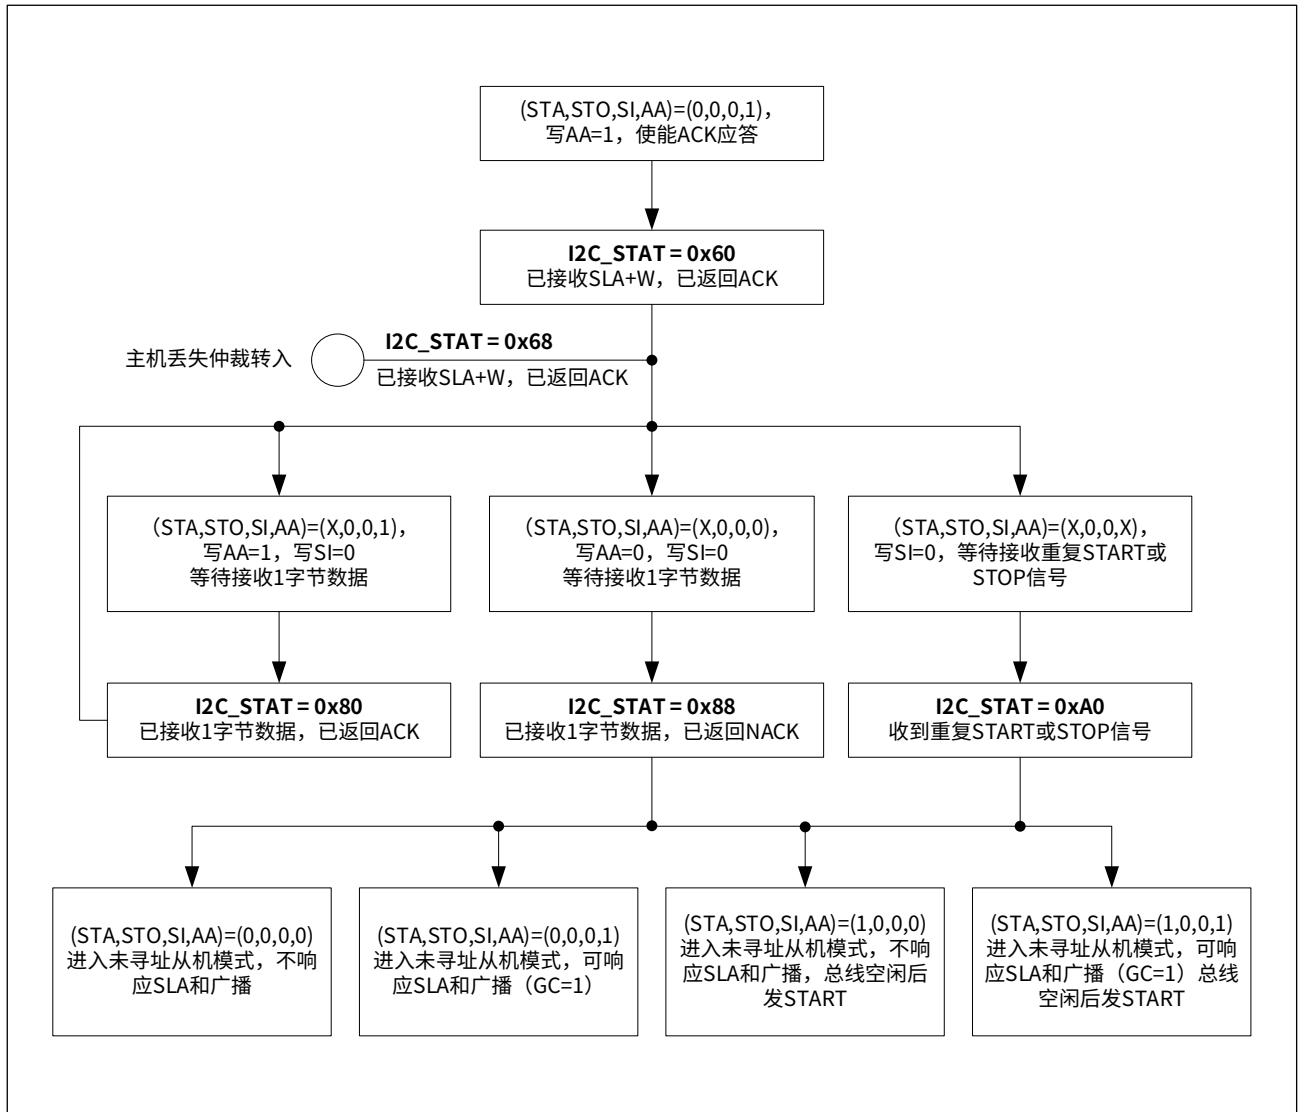 (STA,STO,SI,AA)=(0,0,0,1)，
写AA=1，使能ACK应答
I2C_STAT = 0x60
已接收SLA+W，已返回ACK
主机丢失仲裁转入
I2C_STAT = 0x68
已接收SLA+W，已返回ACK
（STA,STO,SI,AA)=(X,0,0,1)，
写AA=1，写SI=0
等待接收1字节数据
（STA,STO,SI,AA)=(X,0,0,0)，
写AA=0，写SI=0
等待接收1字节数据
（STA,STO,SI,AA)=(X,0,0,X)，
写SI=0，等待接收重复START或
STOP信号
I2C_STAT = 0x80
已接收1字节数据，已返回ACK
I2C_STAT = 0x88
已接收1字节数据，已返回NACK
I2C_STAT = 0xA0
收到重复START或STOP信号
(STA,STO,SI,AA)=(0,0,0,0)
进入未寻址从机模式，不响
应SLA和广播
(STA,STO,SI,AA)=(0,0,0,1)
进入未寻址从机模式，可响
应SLA和广播（GC=1）
(STA,STO,SI,AA)=(1,0,0,0)
进入未寻址从机模式，不响
应SLA和广播，总线空闲后
发START
(STA,STO,SI,AA)=(1,0,0,1)
进入未寻址从机模式，可响
应SLA和广播（GC=1）总线
空闲后发START